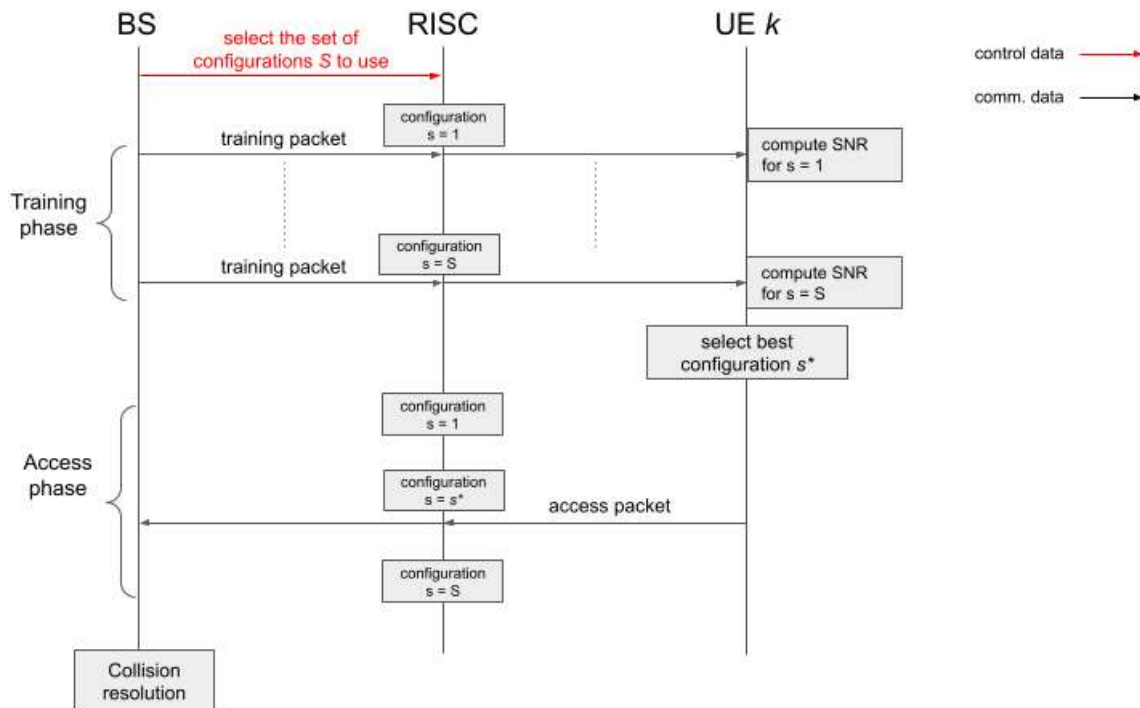 BS
RISC
UE k
select the set of
configurations S to use
control data
comm. data
configuration
s = 1
training packet
compute SNR
for s = 1
Training
phase
configuration
s = S
training packet
compute SNR
for s = S
select best
configuration s*
configuration
s = 1
Access
phase
configuration
s = s*
access packet
configuration
s = S
Collision
resolution